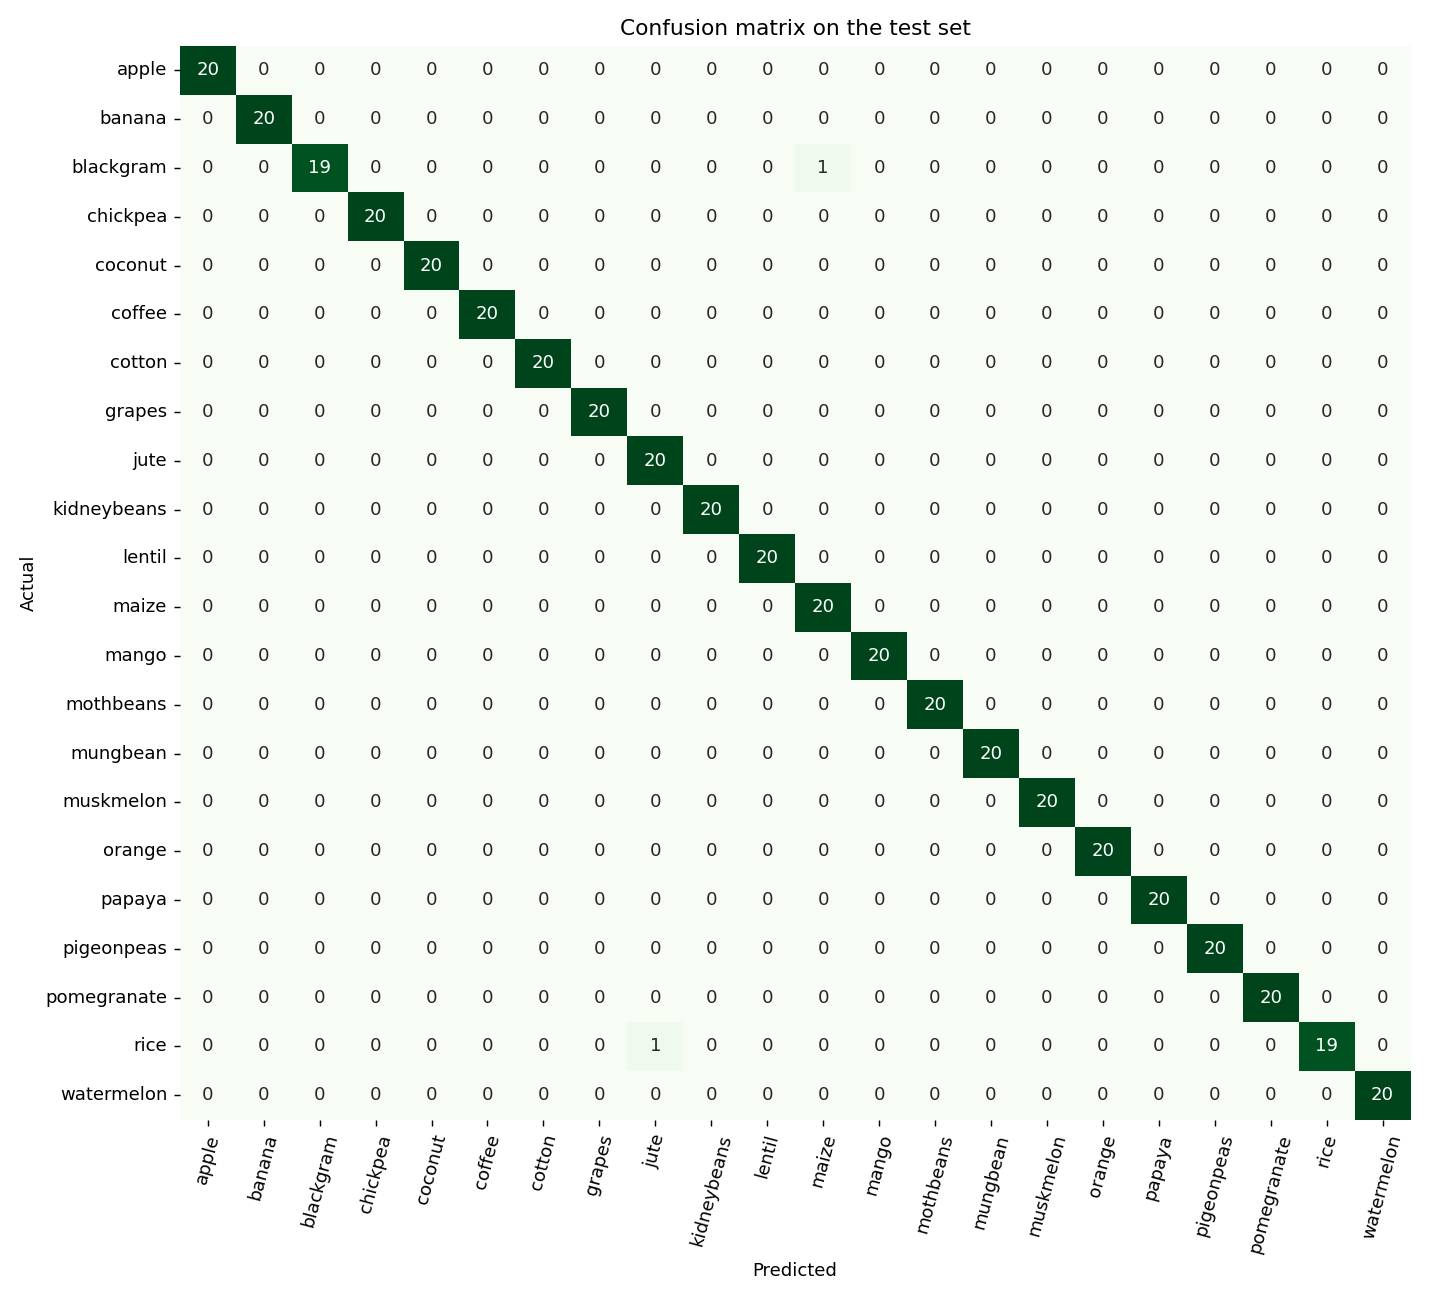 Confusion matrix on the test set
apple 20 0 0 0 0 0 0 0 0 0 0 0 0 0 0 0 0 0 0 0 0 0
banana 0 20 0 0 0 0 0 0 0 0 0 0 0 0 0 0 0 0 0 0 0 0
blackgram 0 0 19 0 0 0 0 0 0 0 0 1 0 0 0 0 0 0 0 0 0 0
chickpea 0 0 0 20 0 0 0 0 0 0 0 0 0 0 0 0 0 0 0 0 0 0
coconut 0 0 0 0 20 0 0 0 0 0 0 0 0 0 0 0 0 0 0 0 0 0
coffee 0 0 0 0 0 20 0 0 0 0 0 0 0 0 0 0 0 0 0 0 0 0
cotton 0 0 0 0 0 0 20 0 0 0 0 0 0 0 0 0 0 0 0 0 0 0
grapes 0 0 0 0 0 0 0 20 0 0 0 0 0 0 0 0 0 0 0 0 0 0
jute 0 0 0 0 0 0 0 0 20 0 0 0 0 0 0 0 0 0 0 0 0 0
kidneybeans 0 0 0 0 0 0 0 0 0 20 0 0 0 0 0 0 0 0 0 0 0 0
lentil 0 0 0 0 0 0 0 0 0 0 20 0 0 0 0 0 0 0 0 0 0 0
Actual
maize 0 0 0 0 0 0 0 0 0 0 0 20 0 0 0 0 0 0 0 0 0 0
mango 0 0 0 0 0 0 0 0 0 0 0 0 20 0 0 0 0 0 0 0 0 0
mothbeans 0 0 0 0 0 0 0 0 0 0 0 0 0 20 0 0 0 0 0 0 0 0
mungbean 0 0 0 0 0 0 0 0 0 0 0 0 0 0 20 0 0 0 0 0 0 0
muskmelon 0 0 0 0 0 0 0 0 0 0 0 0 0 0 0 20 0 0 0 0 0 0
orange 0 0 0 0 0 0 0 0 0 0 0 0 0 0 0 0 20 0 0 0 0 0
papaya 0 0 0 0 0 0 0 0 0 0 0 0 0 0 0 0 0 20 0 0 0 0
pigeonpeas 0 0 0 0 0 0 0 0 0 0 0 0 0 0 0 0 0 0 20 0 0 0
pomegranate 0 0 0 0 0 0 0 0 0 0 0 0 0 0 0 0 0 0 0 20 0 0
rice 0 0 0 0 0 0 0 0 1 0 0 0 0 0 0 0 0 0 0 0 19 0
watermelon 0 0 0 0 0 0 0 0 0 0 0 0 0 0 0 0 0 0 0 0 0 20
apple banana blackgram chickpea coconut coffee cotton grapes jute kidneybeans lentil maize mango mothbeans mungbean muskmelon orange papaya pigeonpeas pomegranate rice watermelon
Predicted